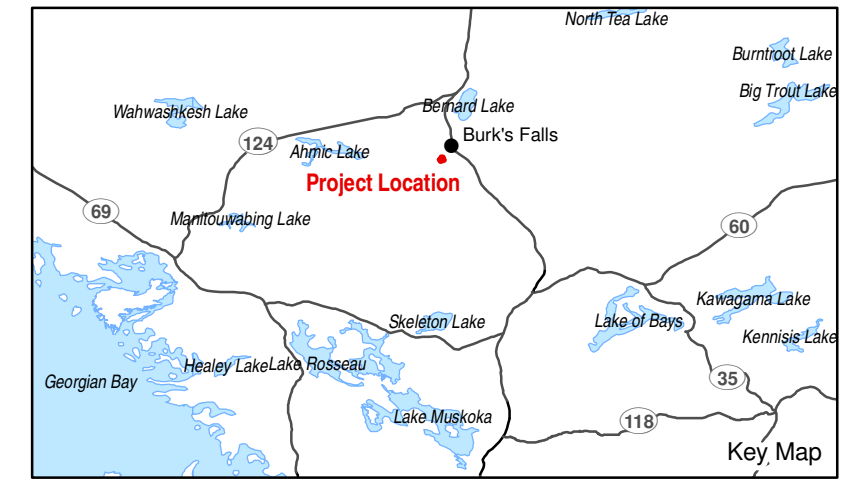 North Tea Lake
Burntroot Lake
Big Trout Lake
Wahwashkesh Lake
Bernard Lake
Burk's Falls
124
Ahmic Lake
Project Location
69
Manitouwabing Lake
60
Kawagama Lake
Skeleton Lake
Lake of Bays
Kennisis Lake
Healey Lake
Lake Rosseau
Georgian Bay
35
Lake Muskoka
118
Key Map